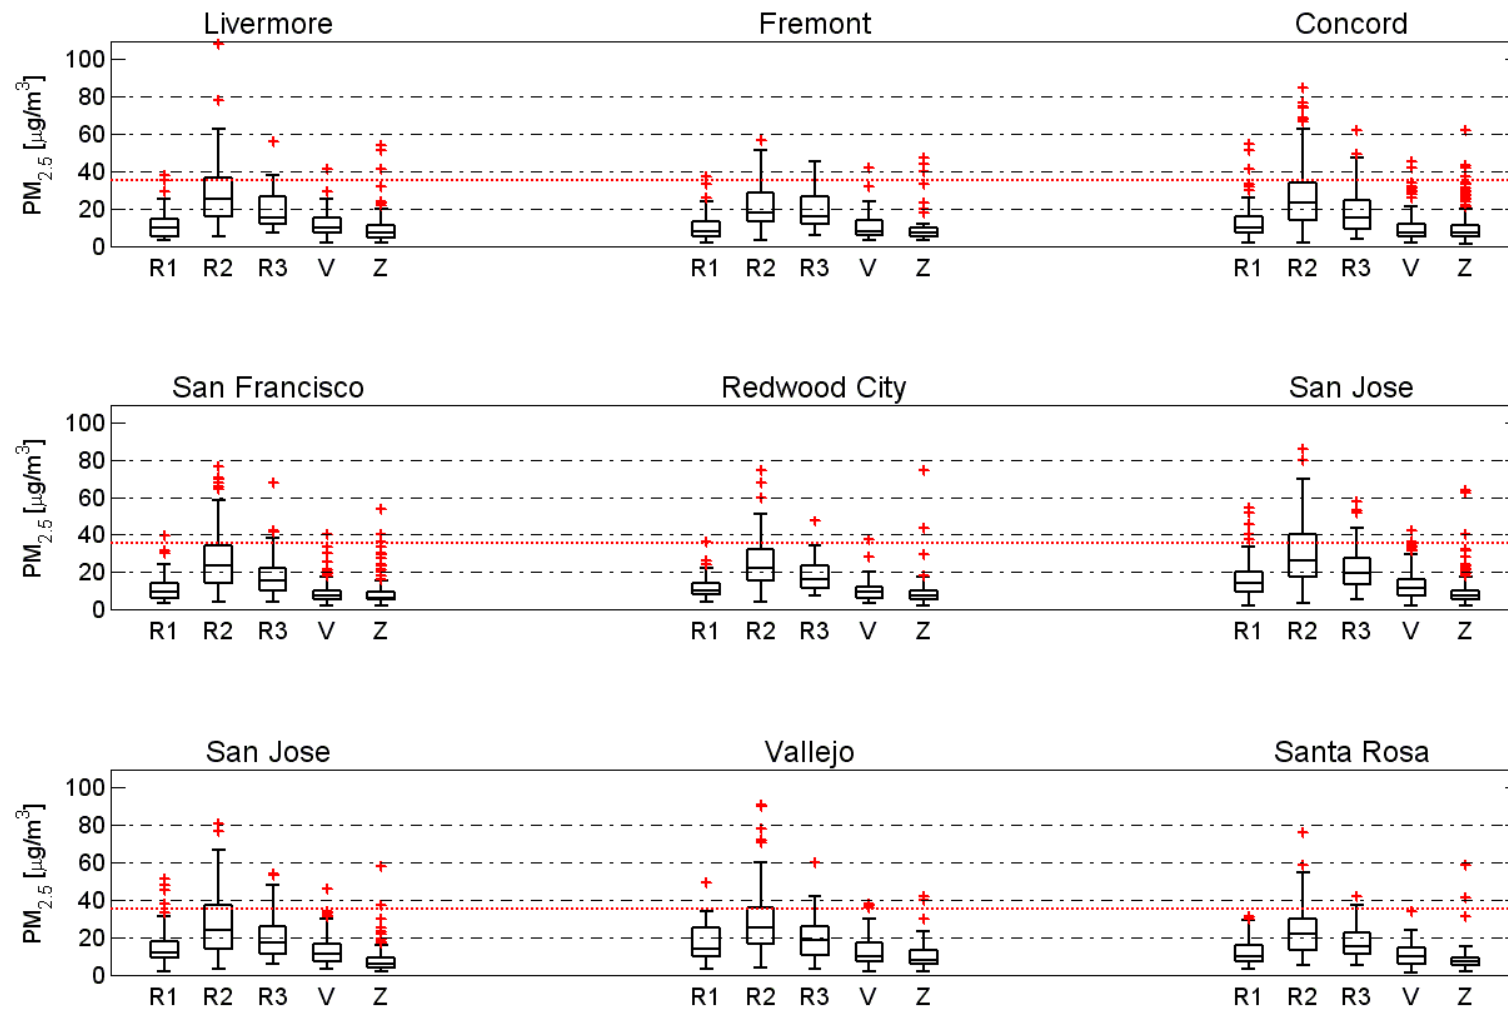 Livermore Fremont Concord
PM2.5 [μg/m3]
100
80
60
40
20
0
R1 R2 R3 V Z R1 R2 R3 V Z R1 R2 R3 V Z
San Francisco Redwood City San Jose
PM2.5 [μg/m3]
100
80
60
40
20
0
R1 R2 R3 V Z R1 R2 R3 V Z R1 R2 R3 V Z
San Jose Vallejo Santa Rosa
PM2.5 [μg/m3]
100
80
60
40
20
0
R1 R2 R3 V Z R1 R2 R3 V Z R1 R2 R3 V Z